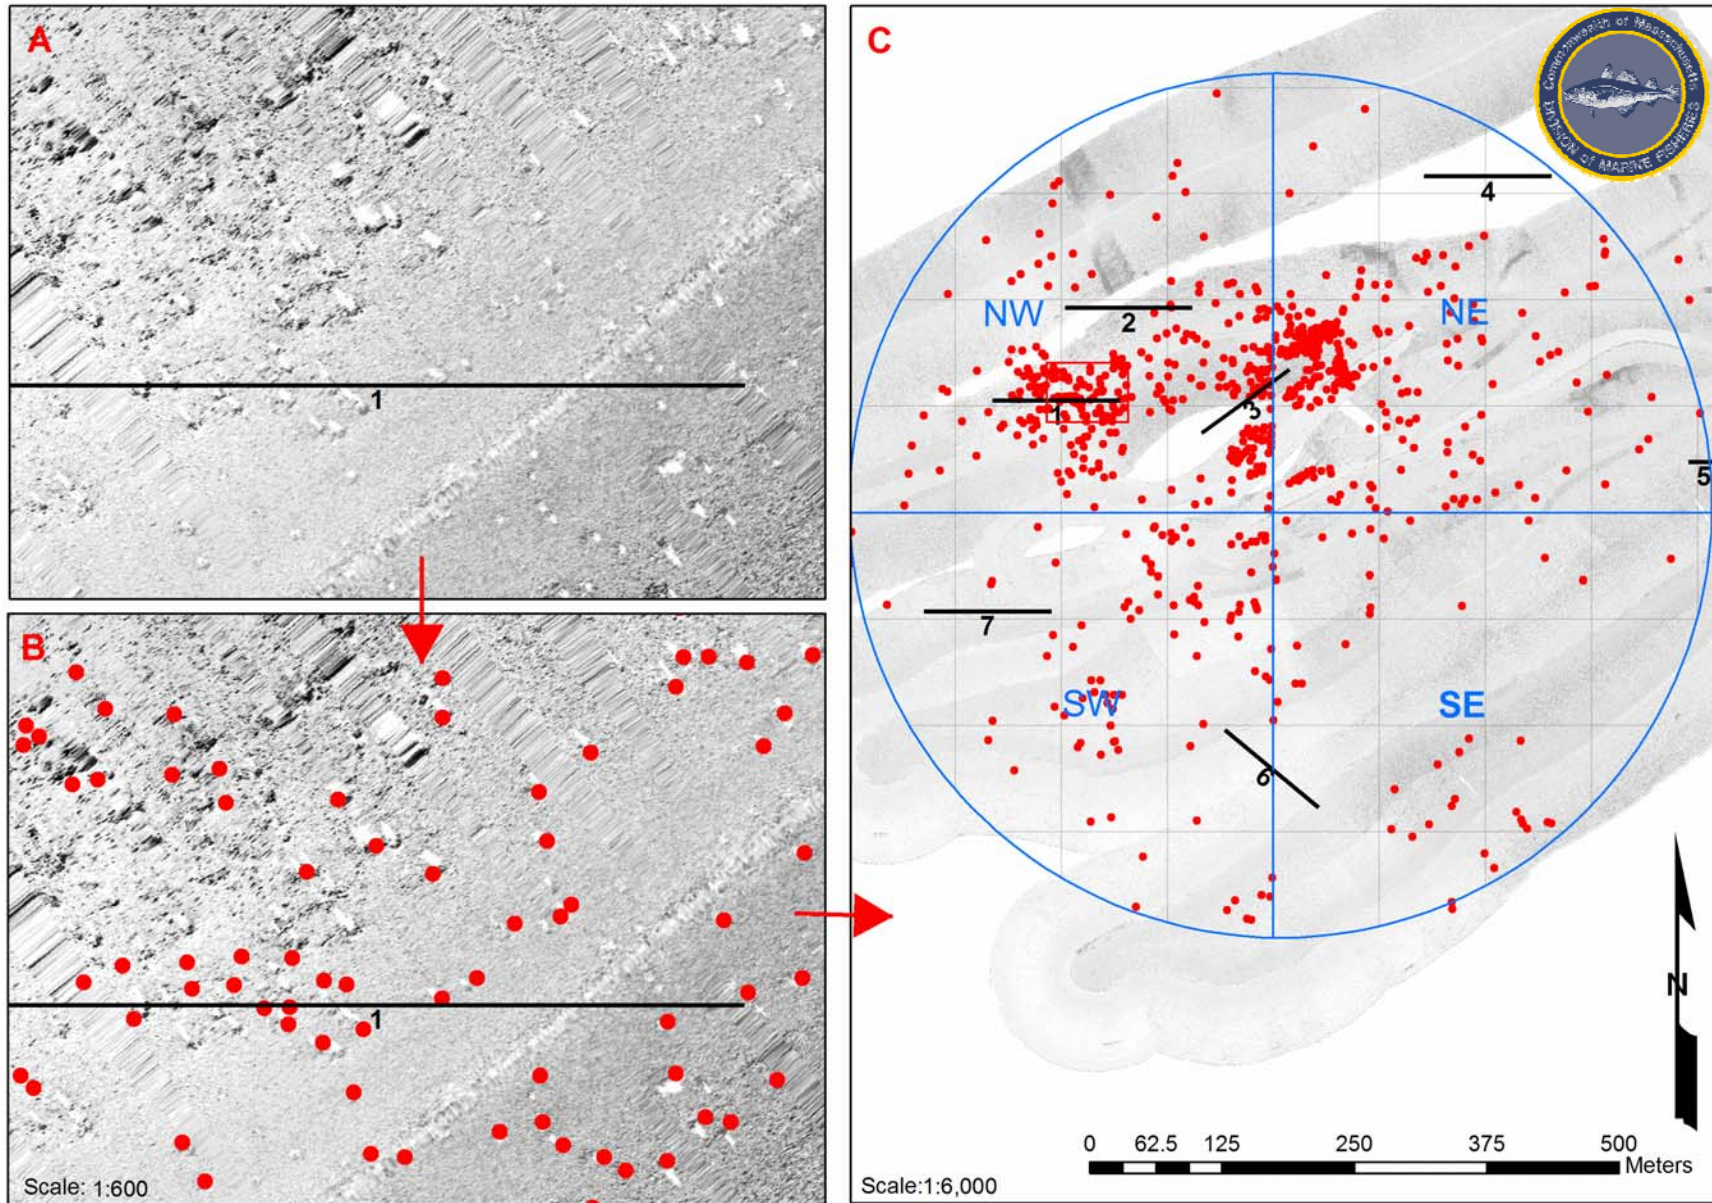 A
1
B
1
Scale: 1:600
C
Commonwealth of Massachusetts
DIVISION of MARINE FISHERIES
4
NW
NE
2
3
1
5
7
SW
SE
6
N
0 62.5 125 250 375 500
Meters
Scale:1:6,000